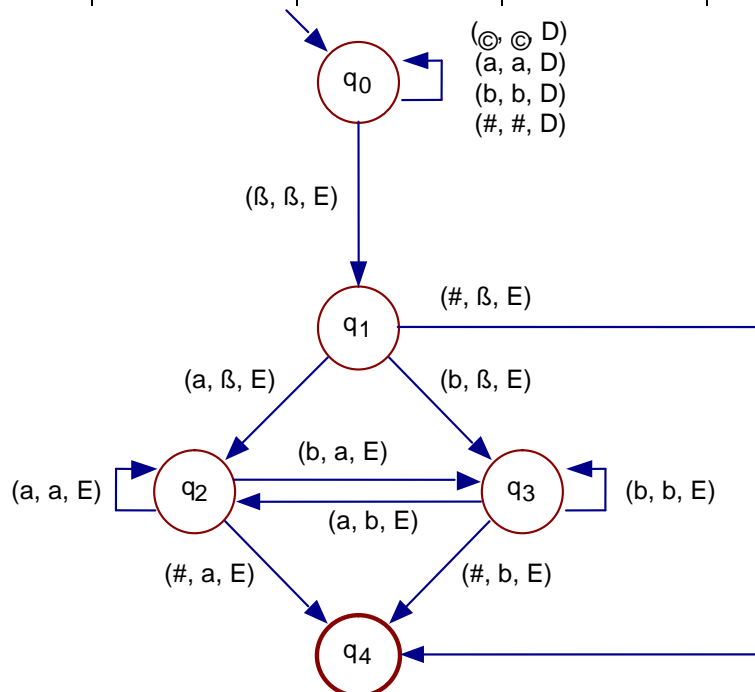 (©, ©, D)
(a, a, D)
(b, b, D)
(#, #, D)
q0
(ß, ß, E)
(#, ß, E)
q1
(a, ß, E)
(b, ß, E)
(b, a, E)
(a, a, E)
q2
q3
(b, b, E)
(a, b, E)
(#, a, E)
(#, b, E)
q4